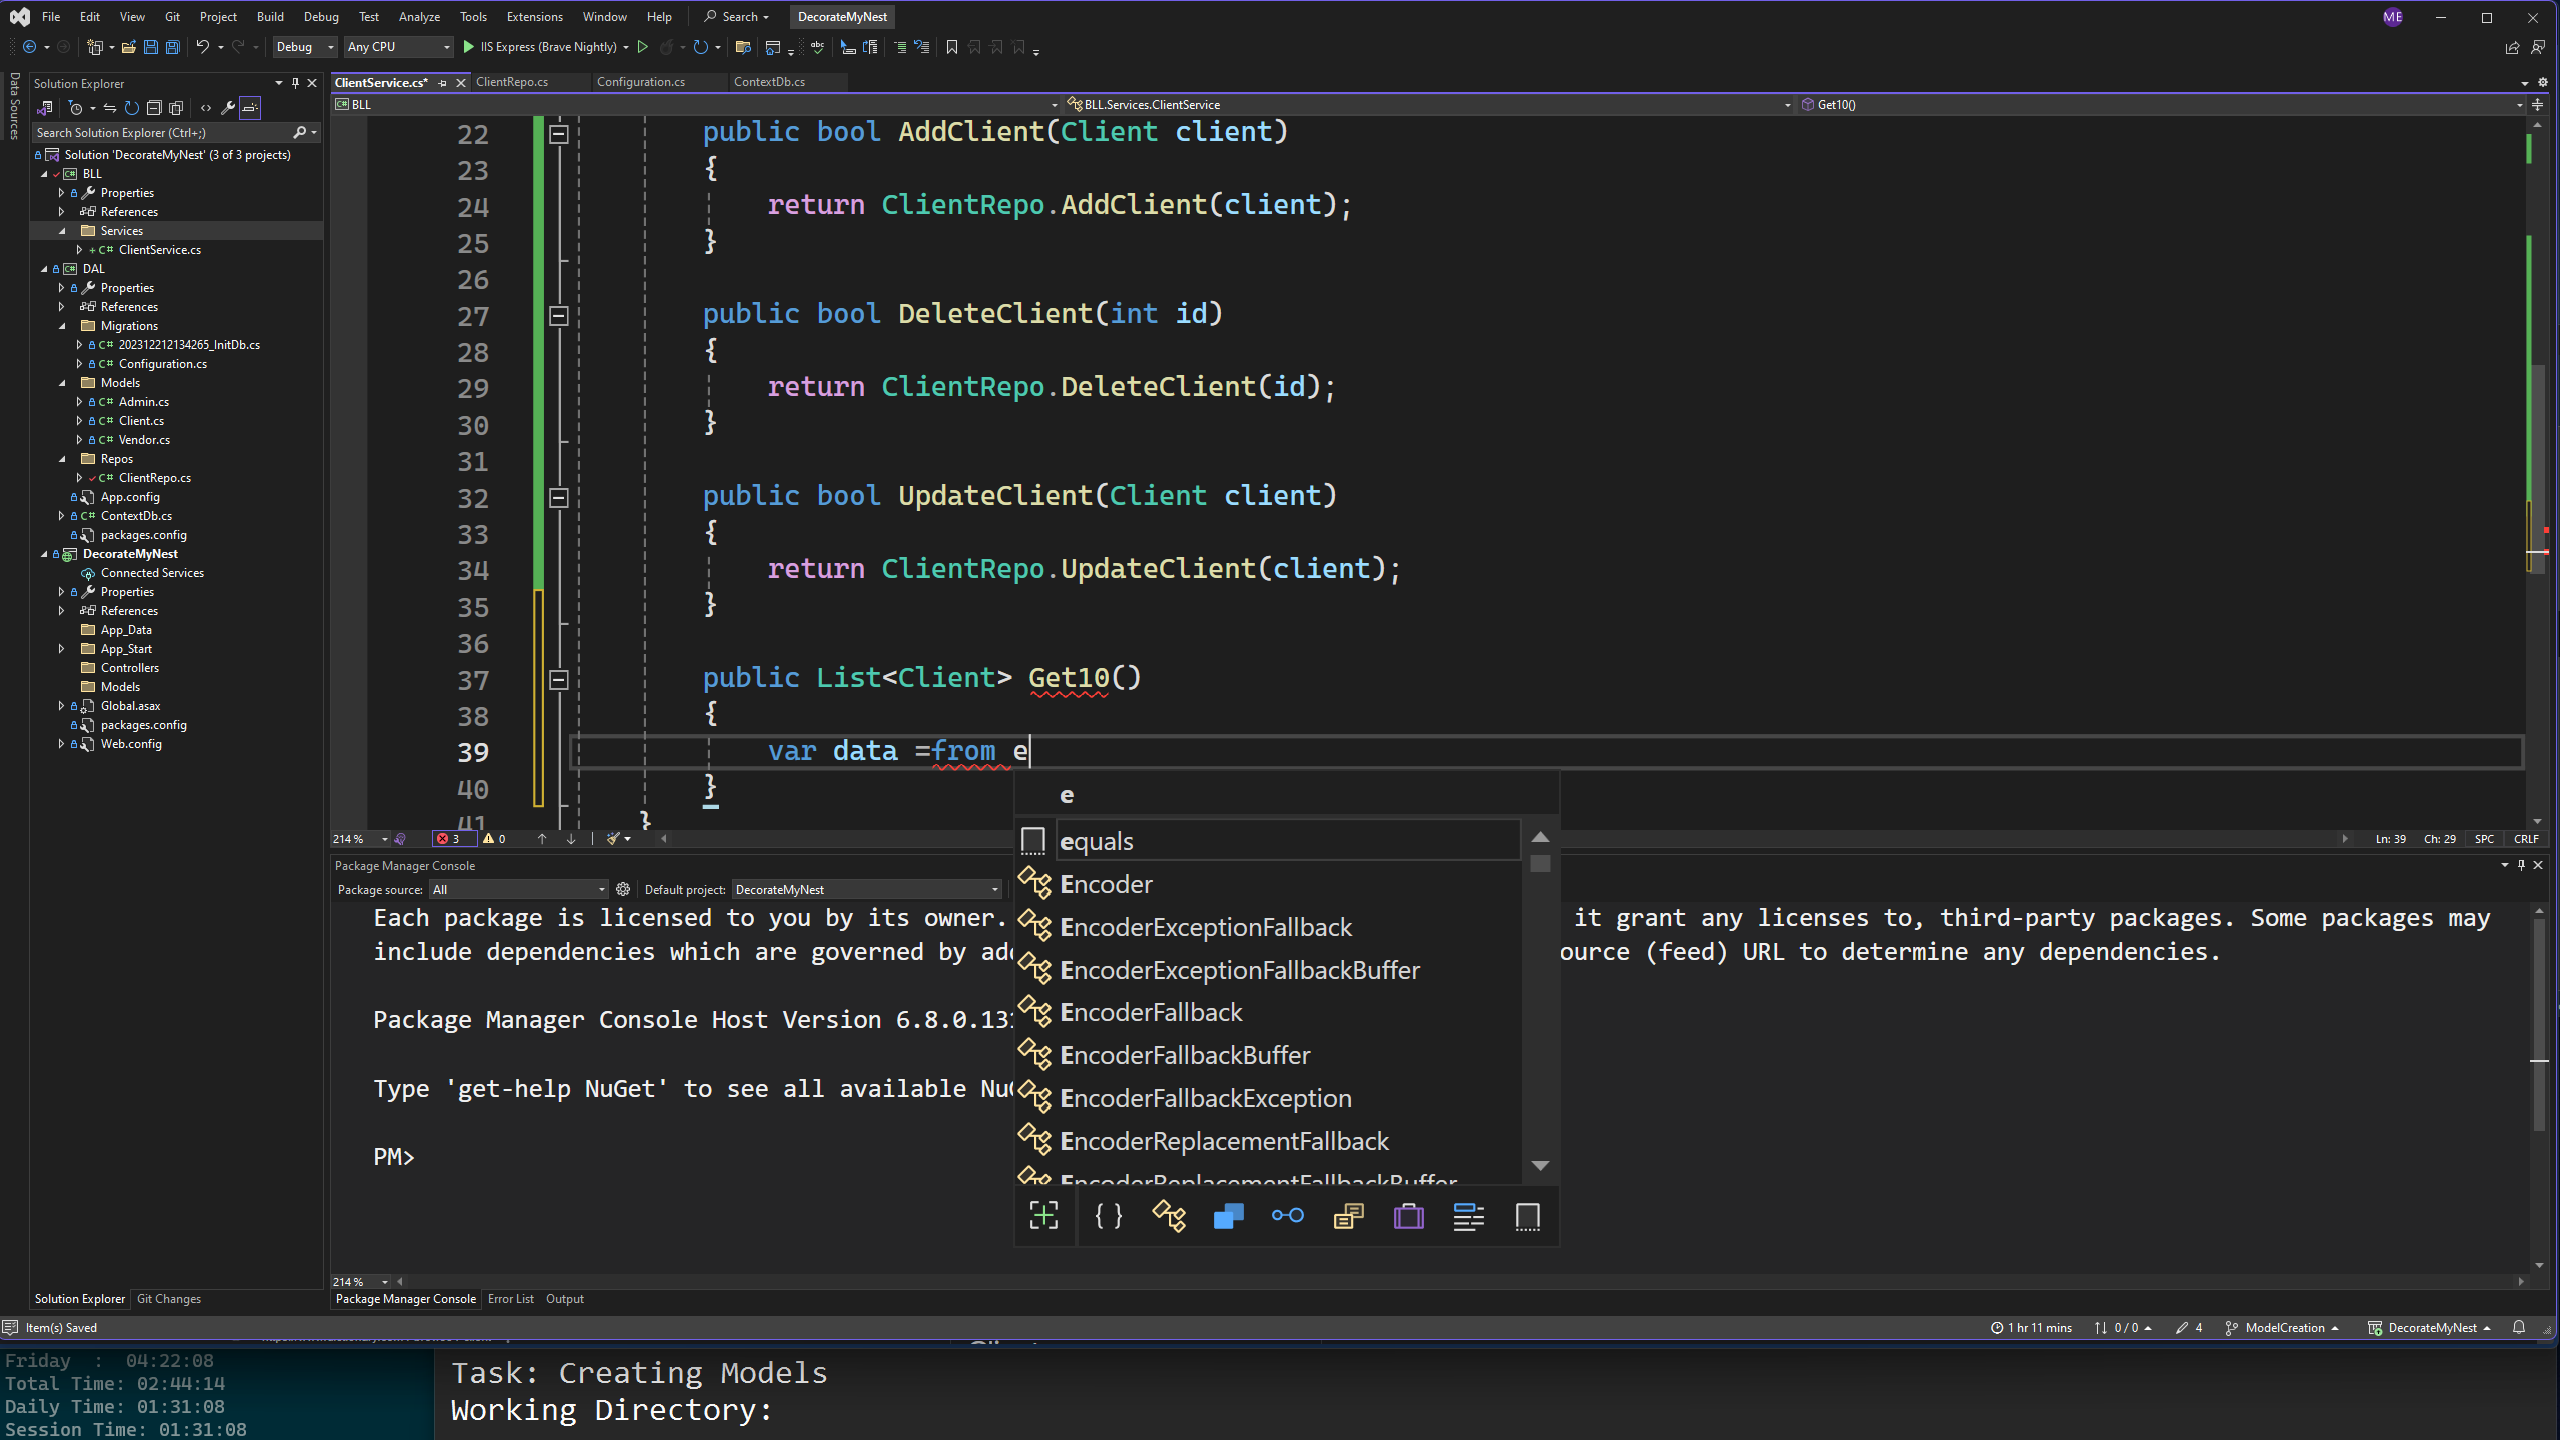 File Edit View Git Project Build Debug Test Analyze Tools Extensions Window Help Search DecorateMyNest ME
Debug Any CPU IIS Express (Brave Nightly)
Data Sources
Solution Explorer
Search Solution Explorer (Ctrl+;)
Solution 'DecorateMyNest' (3 of 3 projects)
BLL
Properties
References
Services
ClientService.cs
DAL
Properties
References
Migrations
202312212134265_InitDb.cs
Configuration.cs
Models
Admin.cs
Client.cs
Vendor.cs
Repos
ClientRepo.cs
App.config
ContextDb.cs
packages.config
DecorateMyNest
Connected Services
Properties
References
App_Data
App_Start
Controllers
Models
Global.asax
packages.config
Web.config
Solution Explorer Git Changes
ClientService.cs* ClientRepo.cs Configuration.cs ContextDb.cs
BLL BLL.Services.ClientService Get10()
22 public bool AddClient(Client client)
23 {
24 return ClientRepo.AddClient(client);
25 }
26
27 public bool DeleteClient(int id)
28 {
29 return ClientRepo.DeleteClient(id);
30 }
31
32 public bool UpdateClient(Client client)
33 {
34 return ClientRepo.UpdateClient(client);
35 }
36
37 public List<Client> Get10()
38 {
39 var data =from e
40 }
41 }
e
equals
Encoder
EncoderExceptionFallback
EncoderExceptionFallbackBuffer
EncoderFallback
EncoderFallbackBuffer
EncoderFallbackException
EncoderReplacementFallback
EncoderReplacementFallbackBuffer
214 % 3 0 Ln: 39 Ch: 29 SPC CRLF
Package Manager Console
Package source: All Default project: DecorateMyNest
Each package is licensed to you by its owner. it grant any licenses to, third-party packages. Some packages may
include dependencies which are governed by add ource (feed) URL to determine any dependencies.
Package Manager Console Host Version 6.8.0.131
Type 'get-help NuGet' to see all available Nu
PM>
214 %
Package Manager Console Error List Output
Item(s) Saved 1 hr 11 mins 0 / 0 4 ModelCreation DecorateMyNest
Friday : 04:22:08
Total Time: 02:44:14
Daily Time: 01:31:08
Session Time: 01:31:08
Task: Creating Models
Working Directory: